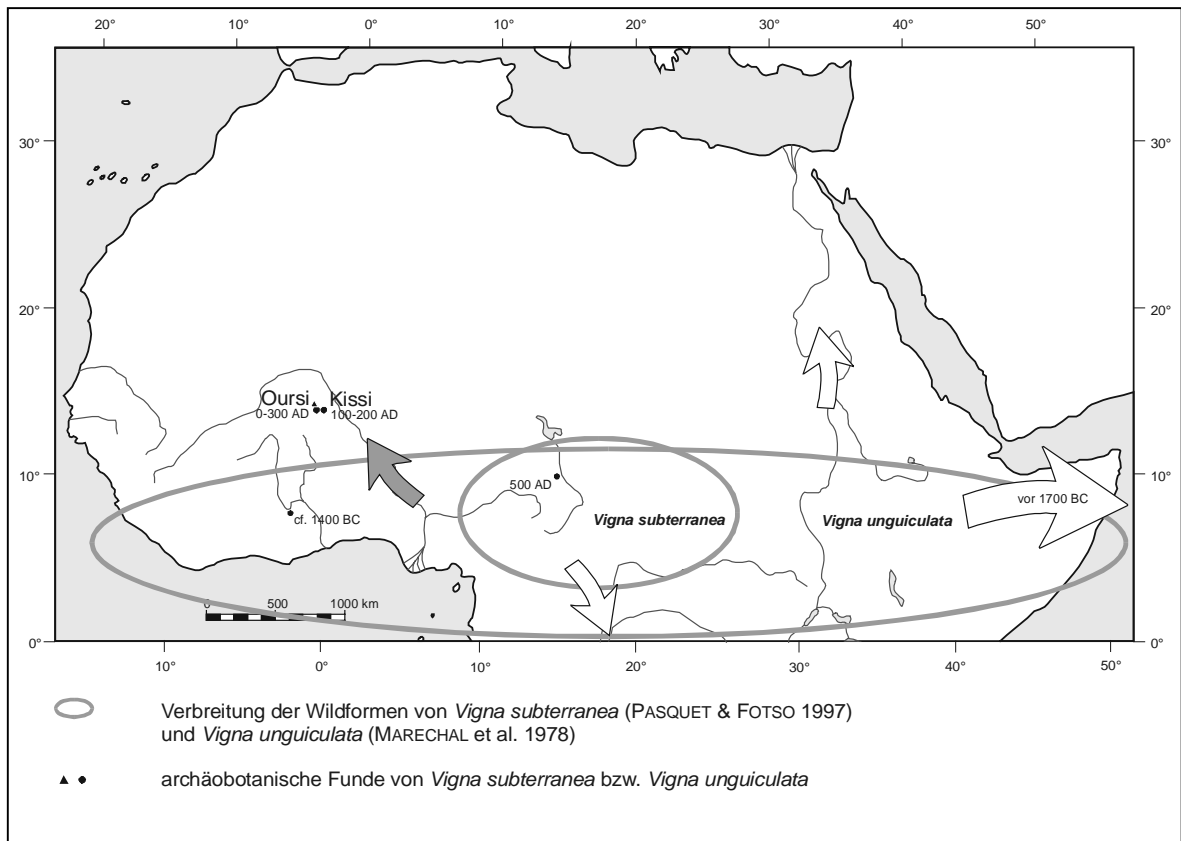 20° 10° 0° 10° 20° 30° 40° 50°
30° 30°
20° 20°
Oursi Kissi
0-300 AD 100-200 AD
10° 10°
500 AD
vor 1700 BC
cf. 1400 BC
Vigna subterranea Vigna unguiculata
0 500 1000 km
0° 0°
10° 0° 10° 20° 30° 40° 50°
Verbreitung der Wildformen von Vigna subterranea (PASQUET & FOTSO 1997)
und Vigna unguiculata (MARECHAL et al. 1978)
archäobotanische Funde von Vigna subterranea bzw. Vigna unguiculata